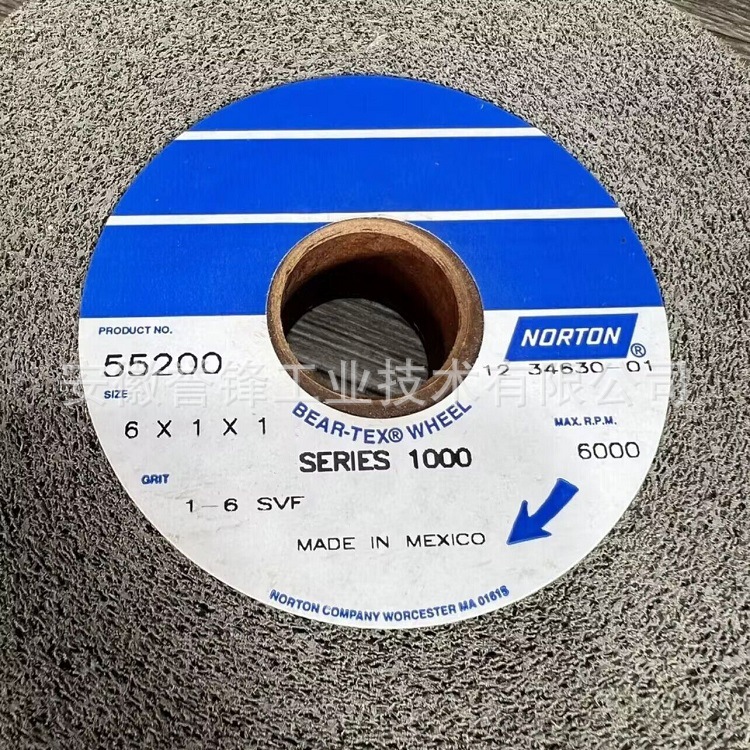 PRODUCT NO.
55200
NORTON®
12 34630-01
安徽智锋工业技术有限公司
SIZE
6 X 1 X 1
BEAR-TEX® WHEEL
SERIES 1000
MAX. R.P.M.
6000
GRIT
1-6 SVF
MADE IN MEXICO
NORTON COMPANY WORCESTER MA 01615